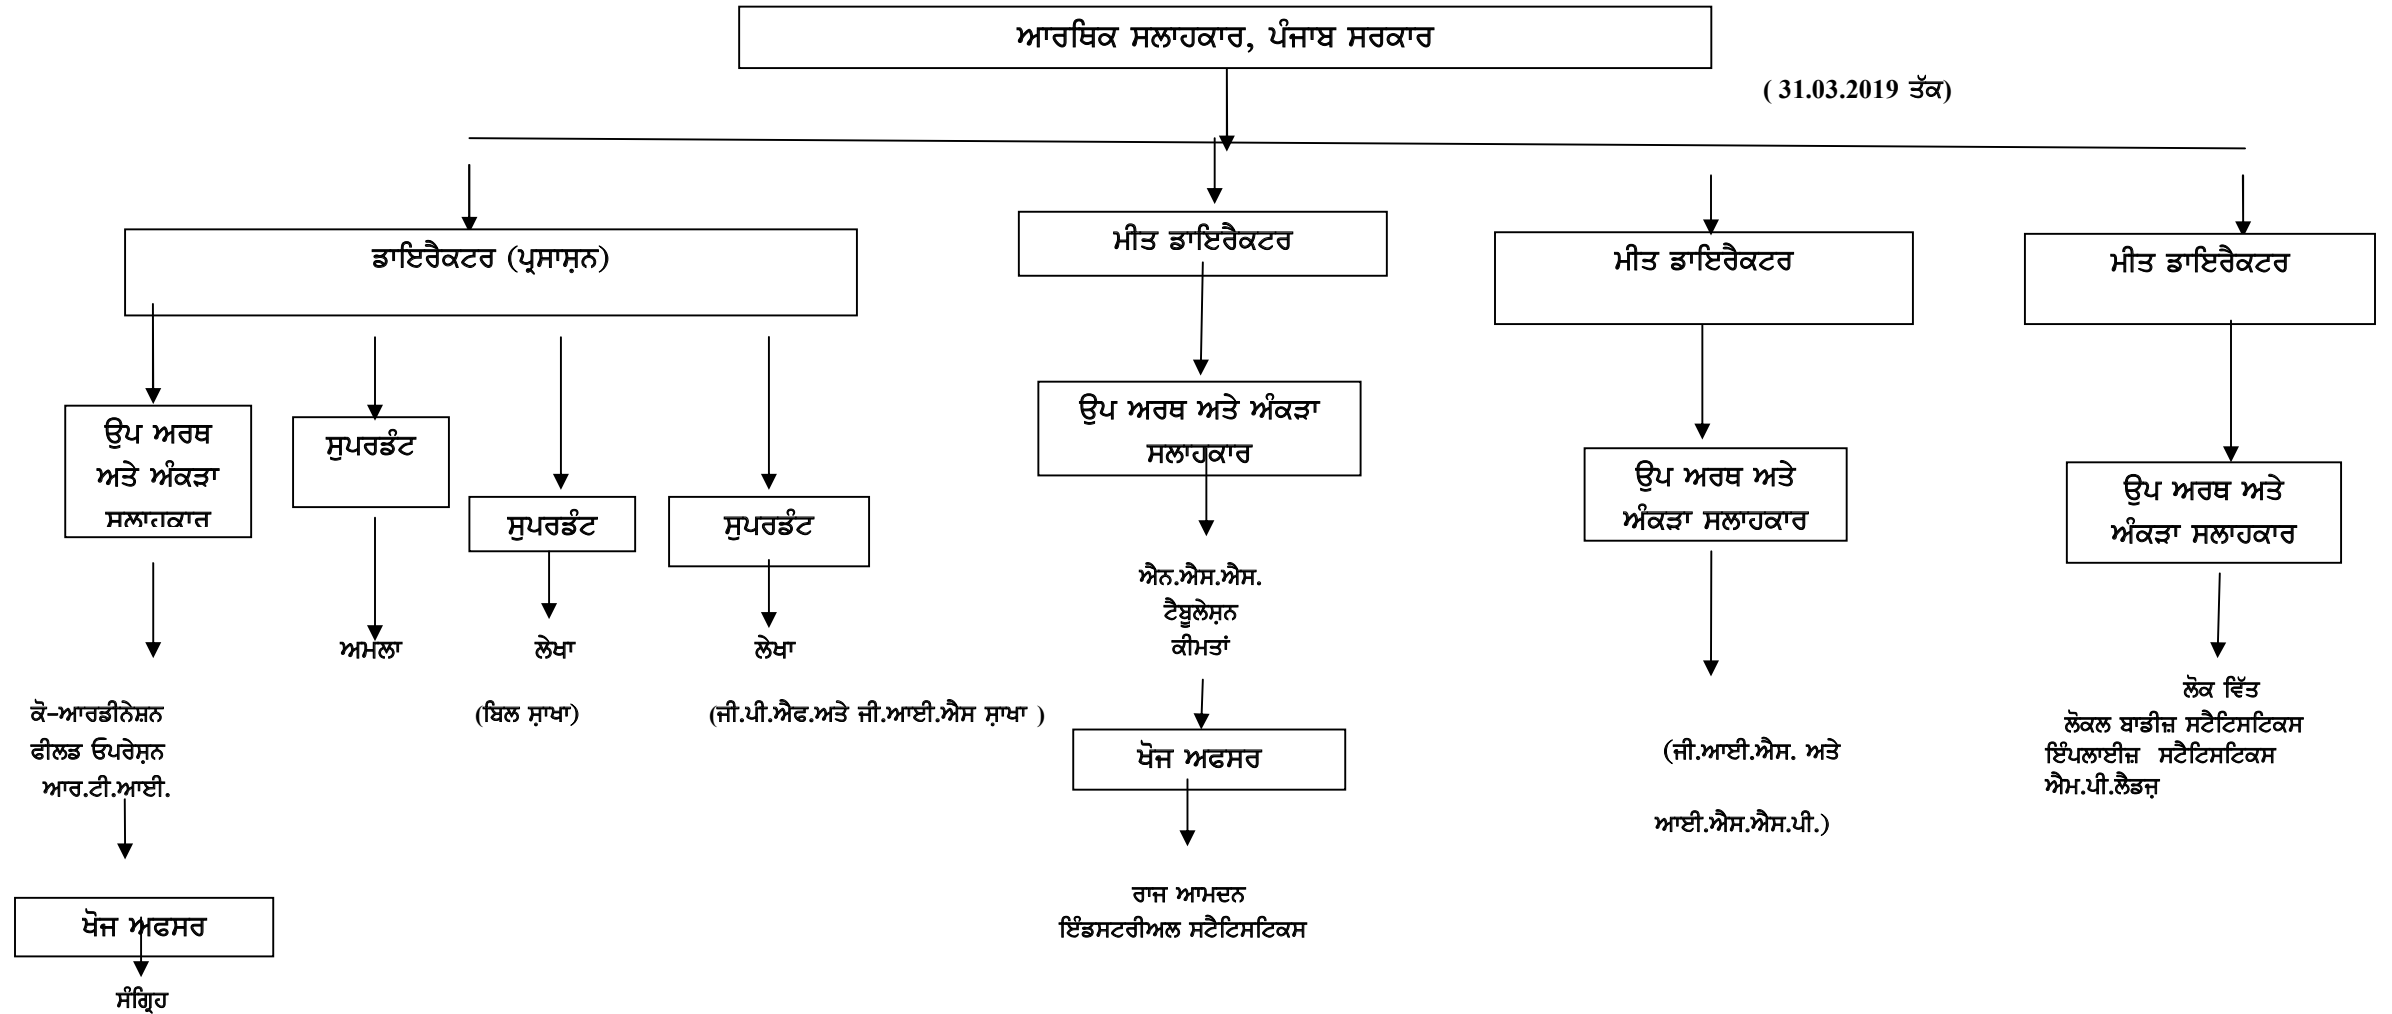 ਆਰਥਿਕ ਸਲਾਹਕਾਰ, ਪੰਜਾਬ ਸਰਕਾਰ
( 31.03.2019 ਤੱਕ)
ਡਾਇਰੈਕਟਰ (ਪ੍ਰਸਾਸ਼ਨ)
ਮੀਤ ਡਾਇਰੈਕਟਰ
ਮੀਤ ਡਾਇਰੈਕਟਰ
ਮੀਤ ਡਾਇਰੈਕਟਰ
ਉਪ ਅਰਥ
ਅਤੇ ਅੰਕੜਾ
ਸਲਾਹਕਾਰ
ਸੁਪਰਡੰਟ
ਸੁਪਰਡੰਟ
ਸੁਪਰਡੰਟ
ਉਪ ਅਰਥ ਅਤੇ ਅੰਕੜਾ
ਸਲਾਹਕਾਰ
ਉਪ ਅਰਥ ਅਤੇ
ਅੰਕੜਾ ਸਲਾਹਕਾਰ
ਉਪ ਅਰਥ ਅਤੇ
ਅੰਕੜਾ ਸਲਾਹਕਾਰ
ਕੋ-ਆਰਡੀਨੇਸ਼ਨ
ਫੀਲਡ ਓਪਰੇਸ਼ਨ
ਆਰ.ਟੀ.ਆਈ.
ਅਮਲਾ
ਲੇਖਾ
(ਬਿਲ ਸ਼ਾਖਾ)
ਲੇਖਾ
(ਜੀ.ਪੀ.ਐਫ.ਅਤੇ ਜੀ.ਆਈ.ਐਸ ਸ਼ਾਖਾ )
ਐਨ.ਐਸ.ਐਸ.
ਟੈਬੂਲੇਸ਼ਨ
ਕੀਮਤਾਂ
(ਜੀ.ਆਈ.ਐਸ. ਅਤੇ
ਆਈ.ਐਸ.ਐਸ.ਪੀ.)
ਲੋਕ ਵਿੱਤ
ਲੋਕਲ ਬਾਡੀਜ਼ ਸਟੈਟਿਸਟਿਕਸ
ਇੰਪਲਾਈਜ਼ ਸਟੈਟਿਸਟਿਕਸ
ਐਮ.ਪੀ.ਲੈਡਜ਼
ਖੋਜ ਅਫਸਰ
ਸੰਗ੍ਰਿਹ
ਖੋਜ ਅਫਸਰ
ਰਾਜ ਆਮਦਨ
ਇੰਡਸਟਰੀਅਲ ਸਟੈਟਿਸਟਿਕਸ